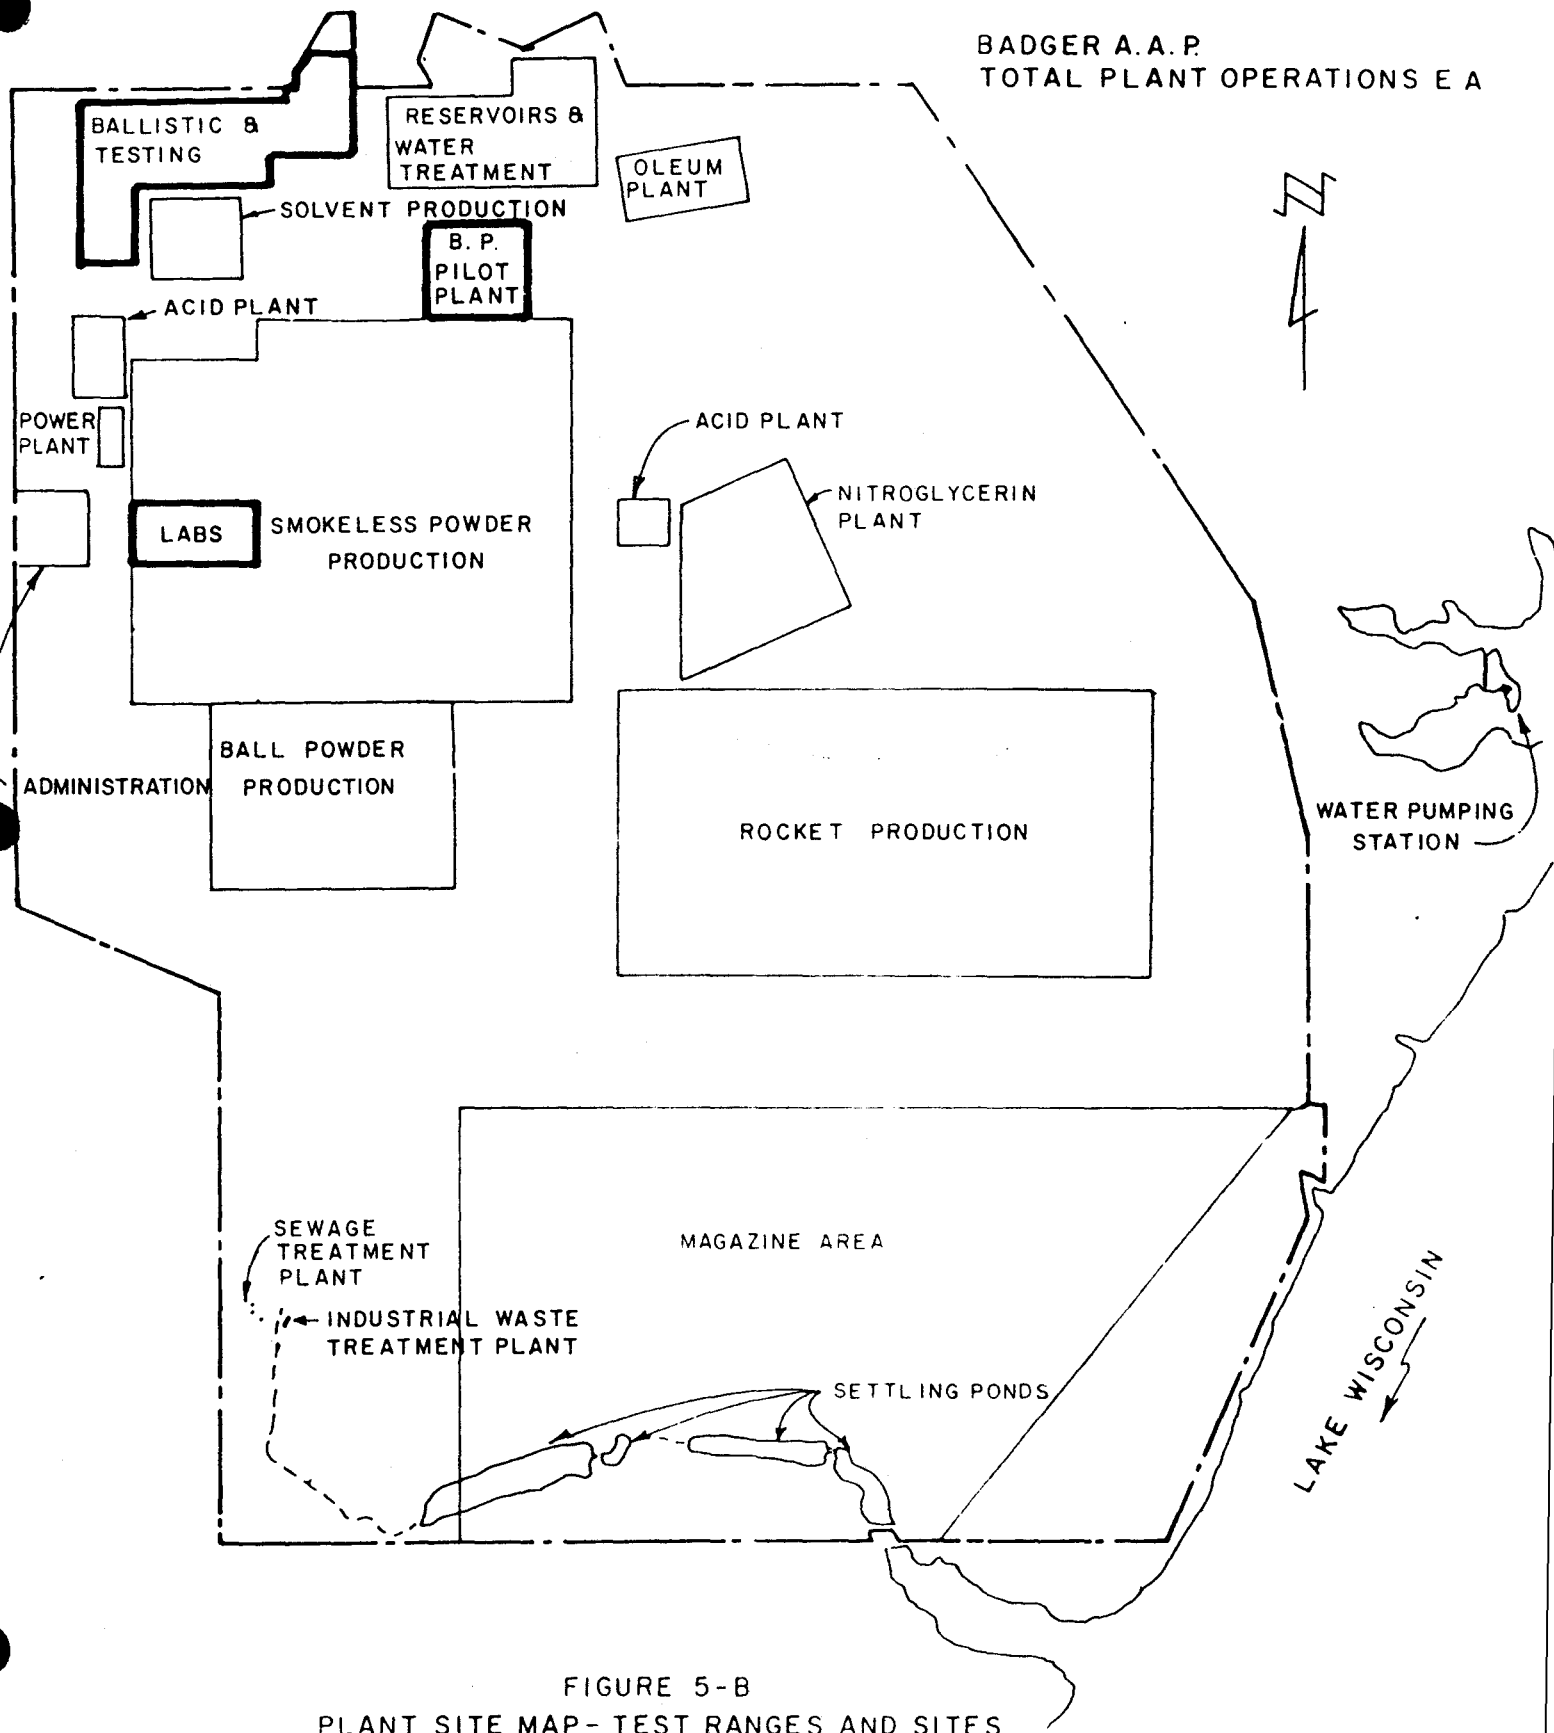 BADGER A.A.P.
TOTAL PLANT OPERATIONS E A
BALLISTIC &
TESTING
RESERVOIRS &
WATER
TREATMENT
OLEUM
PLANT
SOLVENT PRODUCTION
B. P.
PILOT
PLANT
ACID PLANT
POWER
PLANT
ACID PLANT
NITROGLYCERIN
PLANT
LABS
SMOKELESS POWDER
PRODUCTION
BALL POWDER
PRODUCTION
ADMINISTRATION
ROCKET PRODUCTION
WATER PUMPING
STATION
SEWAGE
TREATMENT
PLANT
MAGAZINE AREA
INDUSTRIAL WASTE
TREATMENT PLANT
SETTLING PONDS
LAKE WISCONSIN
FIGURE 5-B
PLANT SITE MAP- TEST RANGES AND SITES